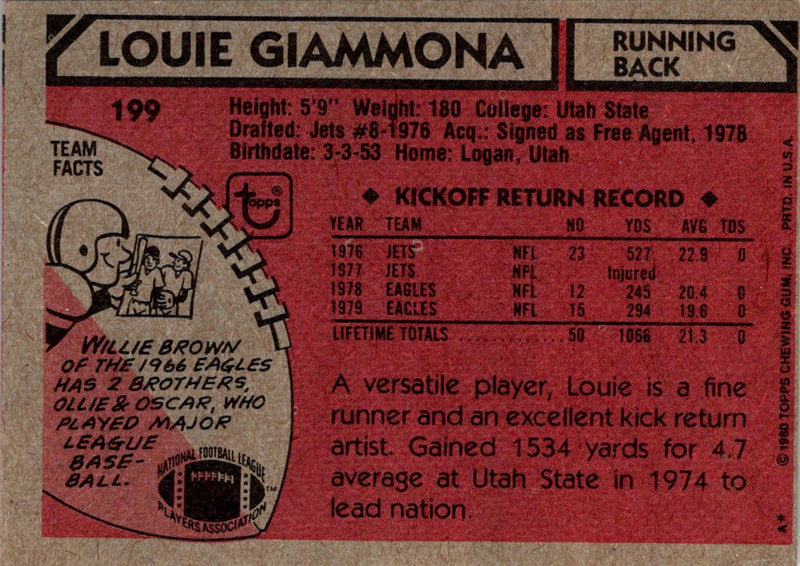 LOUIE GIAMMONA
RUNNING
BACK
199
Height: 5'9" Weight: 180 College: Utah State
Drafted: Jets #8-1976 Acq.: Signed as Free Agent, 1978
Birthdate: 3-3-53 Home: Logan, Utah
TEAM
FACTS
topps®
◆ KICKOFF RETURN RECORD ◆
YEAR TEAM NO YDS AVG TDS
1976 JETS NFL 23 527 22.9 0
1977 JETS NFL Injured
1978 EAGLES NFL 12 245 20.4 0
1979 EAGLES NFL 15 294 19.6 0
LIFETIME TOTALS ............ 50 1066 21.3 0
WILLIE BROWN
OF THE 1966 EAGLES
HAS 2 BROTHERS,
OLLIE & OSCAR, WHO
PLAYED MAJOR
LEAGUE
BASE-
BALL.
NATIONAL FOOTBALL LEAGUE
NFLPA
PLAYERS ASSOCIATION
TM
A versatile player, Louie is a fine
runner and an excellent kick return
artist. Gained 1534 yards for 4.7
average at Utah State in 1974 to
lead nation.
© 1980 TOPPS CHEWING GUM, INC. PRTD. IN U.S.A.
A*